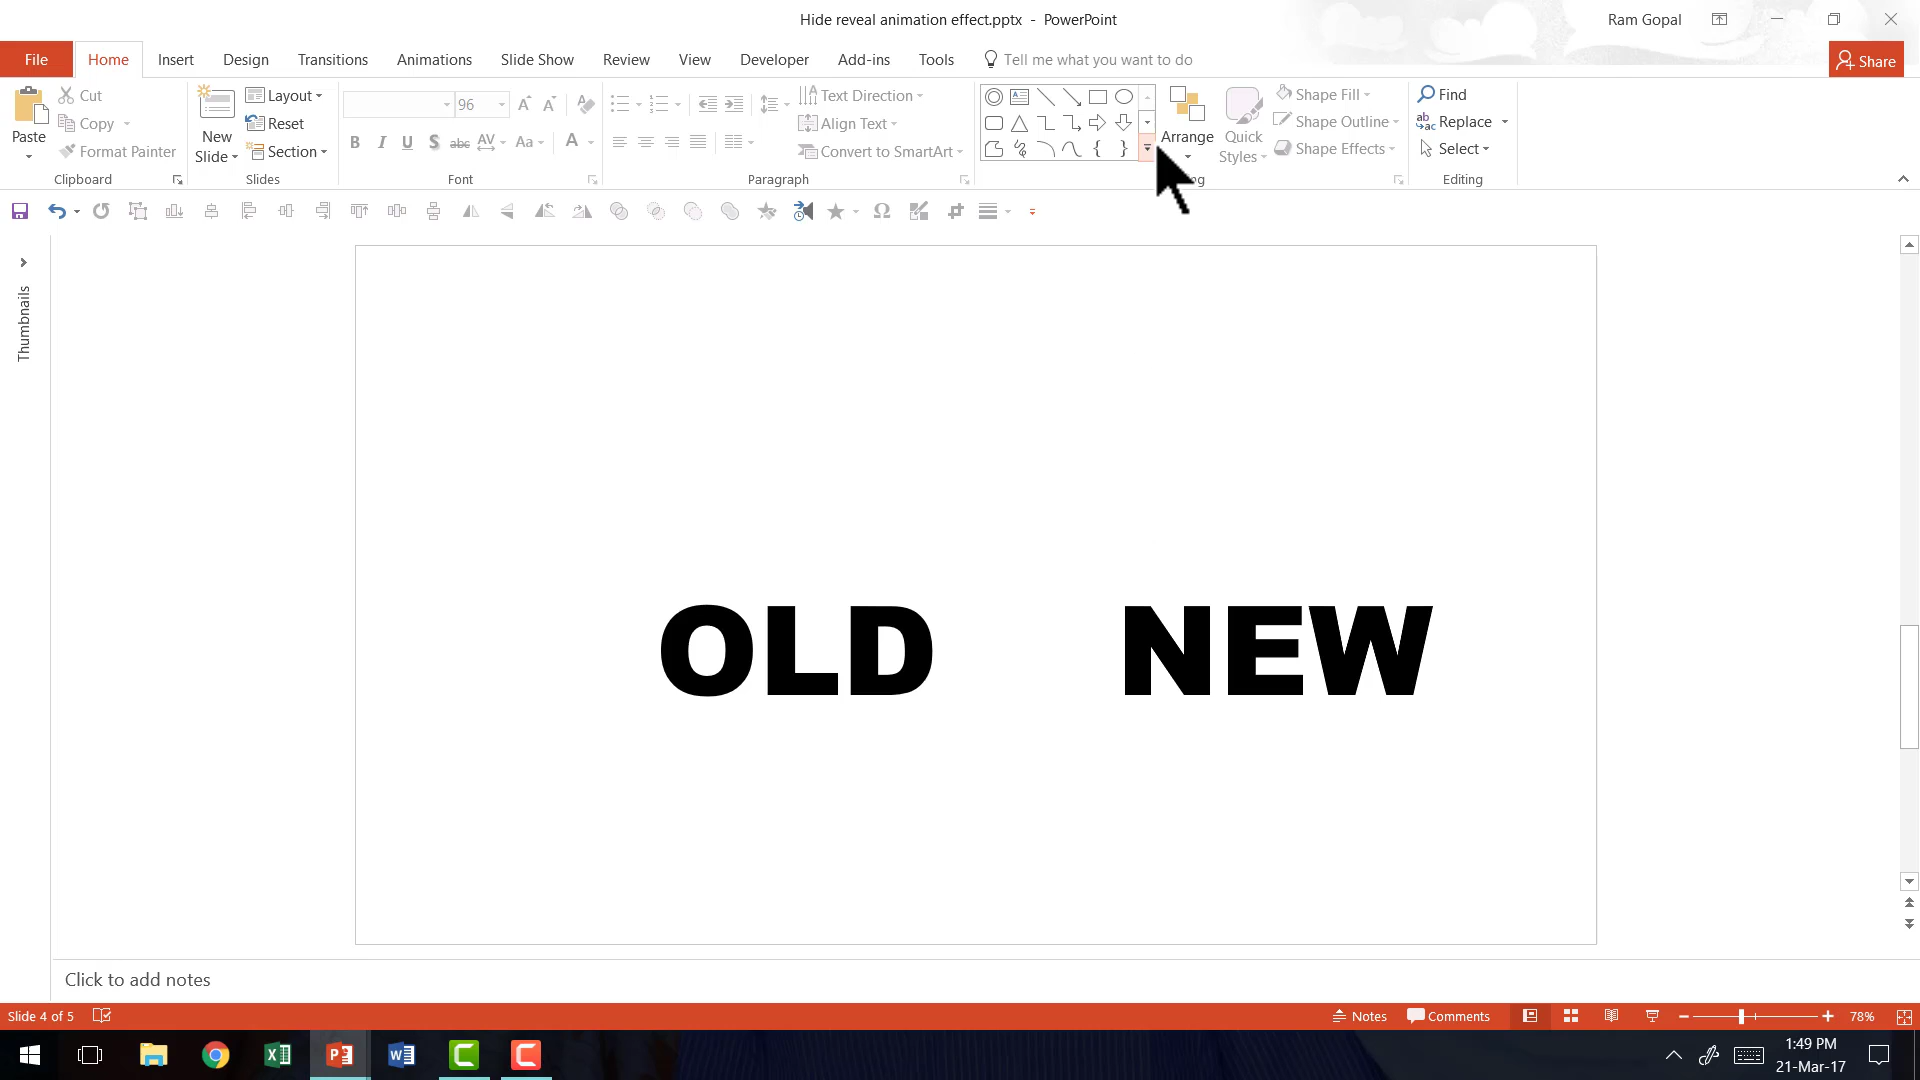 Hide reveal animation effect.pptx - PowerPoint
Ram Gopal
File Home Insert Design Transitions Animations Slide Show Review View Developer Add-ins Tools Tell me what you want to do Share
Paste
Cut
Copy
Format Painter
Clipboard
New Slide
Layout
Reset
Section
Slides
96
B I U S abc AV Aa A
Font
Text Direction
Align Text
Convert to SmartArt
Paragraph
Arrange
Quick Styles
Shape Fill
Shape Outline
Shape Effects
Find
Replace
Select
Editing
Thumbnails
OLD NEW
Click to add notes
Slide 4 of 5
Notes Comments 78%
1:49 PM
21-Mar-17